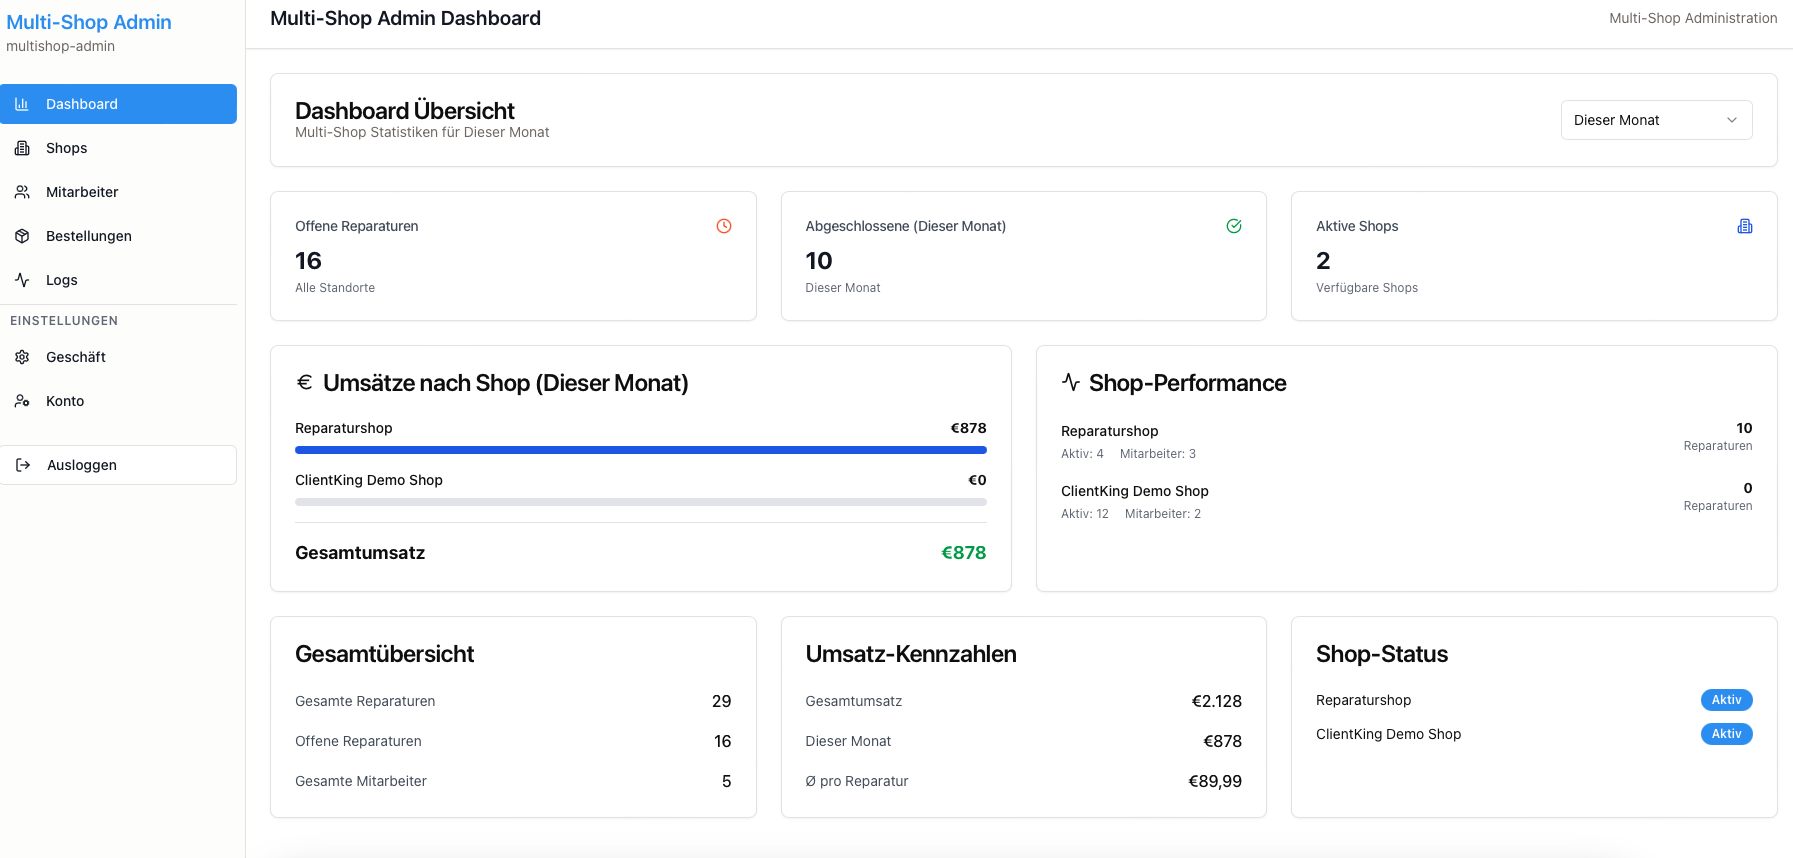 Multi-Shop Admin
multishop-admin
Dashboard
Shops
Mitarbeiter
Bestellungen
Logs
EINSTELLUNGEN
Geschäft
Konto
Ausloggen
Multi-Shop Admin Dashboard
Multi-Shop Administration
Dashboard Übersicht
Multi-Shop Statistiken für Dieser Monat
Dieser Monat
Offene Reparaturen
16
Alle Standorte
Abgeschlossene (Dieser Monat)
10
Dieser Monat
Aktive Shops
2
Verfügbare Shops
€ Umsätze nach Shop (Dieser Monat)
Reparaturshop €878
ClientKing Demo Shop €0
Gesamtumsatz €878
Shop-Performance
Reparaturshop 10
Aktiv: 4 Mitarbeiter: 3 Reparaturen
ClientKing Demo Shop 0
Aktiv: 12 Mitarbeiter: 2 Reparaturen
Gesamtübersicht
Gesamte Reparaturen 29
Offene Reparaturen 16
Gesamte Mitarbeiter 5
Umsatz-Kennzahlen
Gesamtumsatz €2.128
Dieser Monat €878
Ø pro Reparatur €89,99
Shop-Status
Reparaturshop Aktiv
ClientKing Demo Shop Aktiv